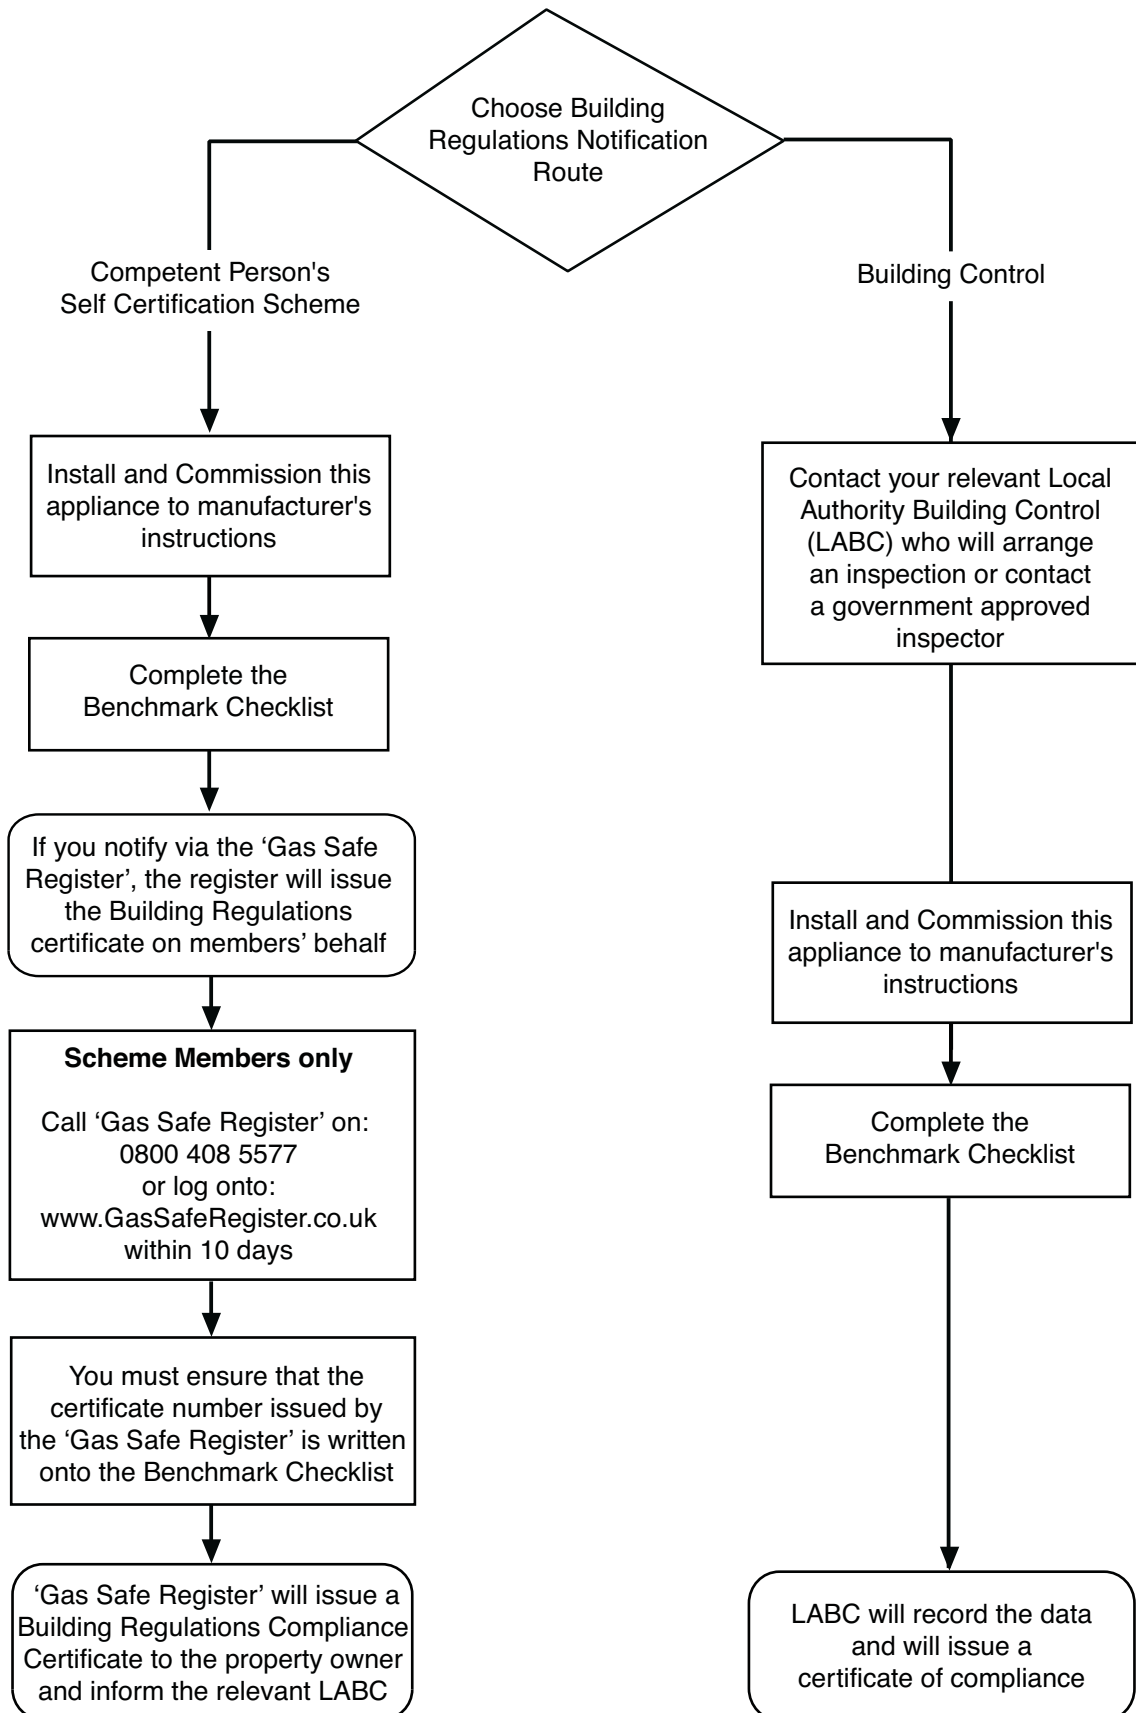 Choose Building
Regulations Notification
Route
Competent Person's
Self Certification Scheme
Building Control
Install and Commission this
appliance to manufacturer's
instructions
Complete the
Benchmark Checklist
If you notify via the ‘Gas Safe
Register’, the register will issue
the Building Regulations
certificate on members’ behalf
Scheme Members only
Call ‘Gas Safe Register’ on:
0800 408 5577
or log onto:
www.GasSafeRegister.co.uk
within 10 days
You must ensure that the
certificate number issued by
the ‘Gas Safe Register’ is written
onto the Benchmark Checklist
‘Gas Safe Register’ will issue a
Building Regulations Compliance
Certificate to the property owner
and inform the relevant LABC
Contact your relevant Local
Authority Building Control
(LABC) who will arrange
an inspection or contact
a government approved
inspector
Install and Commission this
appliance to manufacturer's
instructions
Complete the
Benchmark Checklist
LABC will record the data
and will issue a
certificate of compliance